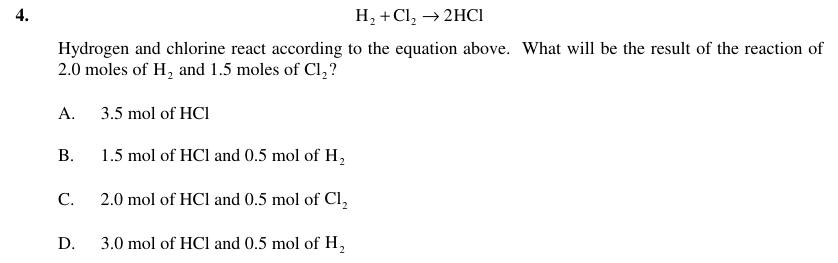 4. H₂ + Cl₂ → 2HCl
Hydrogen and chlorine react according to the equation above. What will be the result of the reaction of
2.0 moles of H₂ and 1.5 moles of Cl₂?
A. 3.5 mol of HCl
B. 1.5 mol of HCl and 0.5 mol of H₂
C. 2.0 mol of HCl and 0.5 mol of Cl₂
D. 3.0 mol of HCl and 0.5 mol of H₂